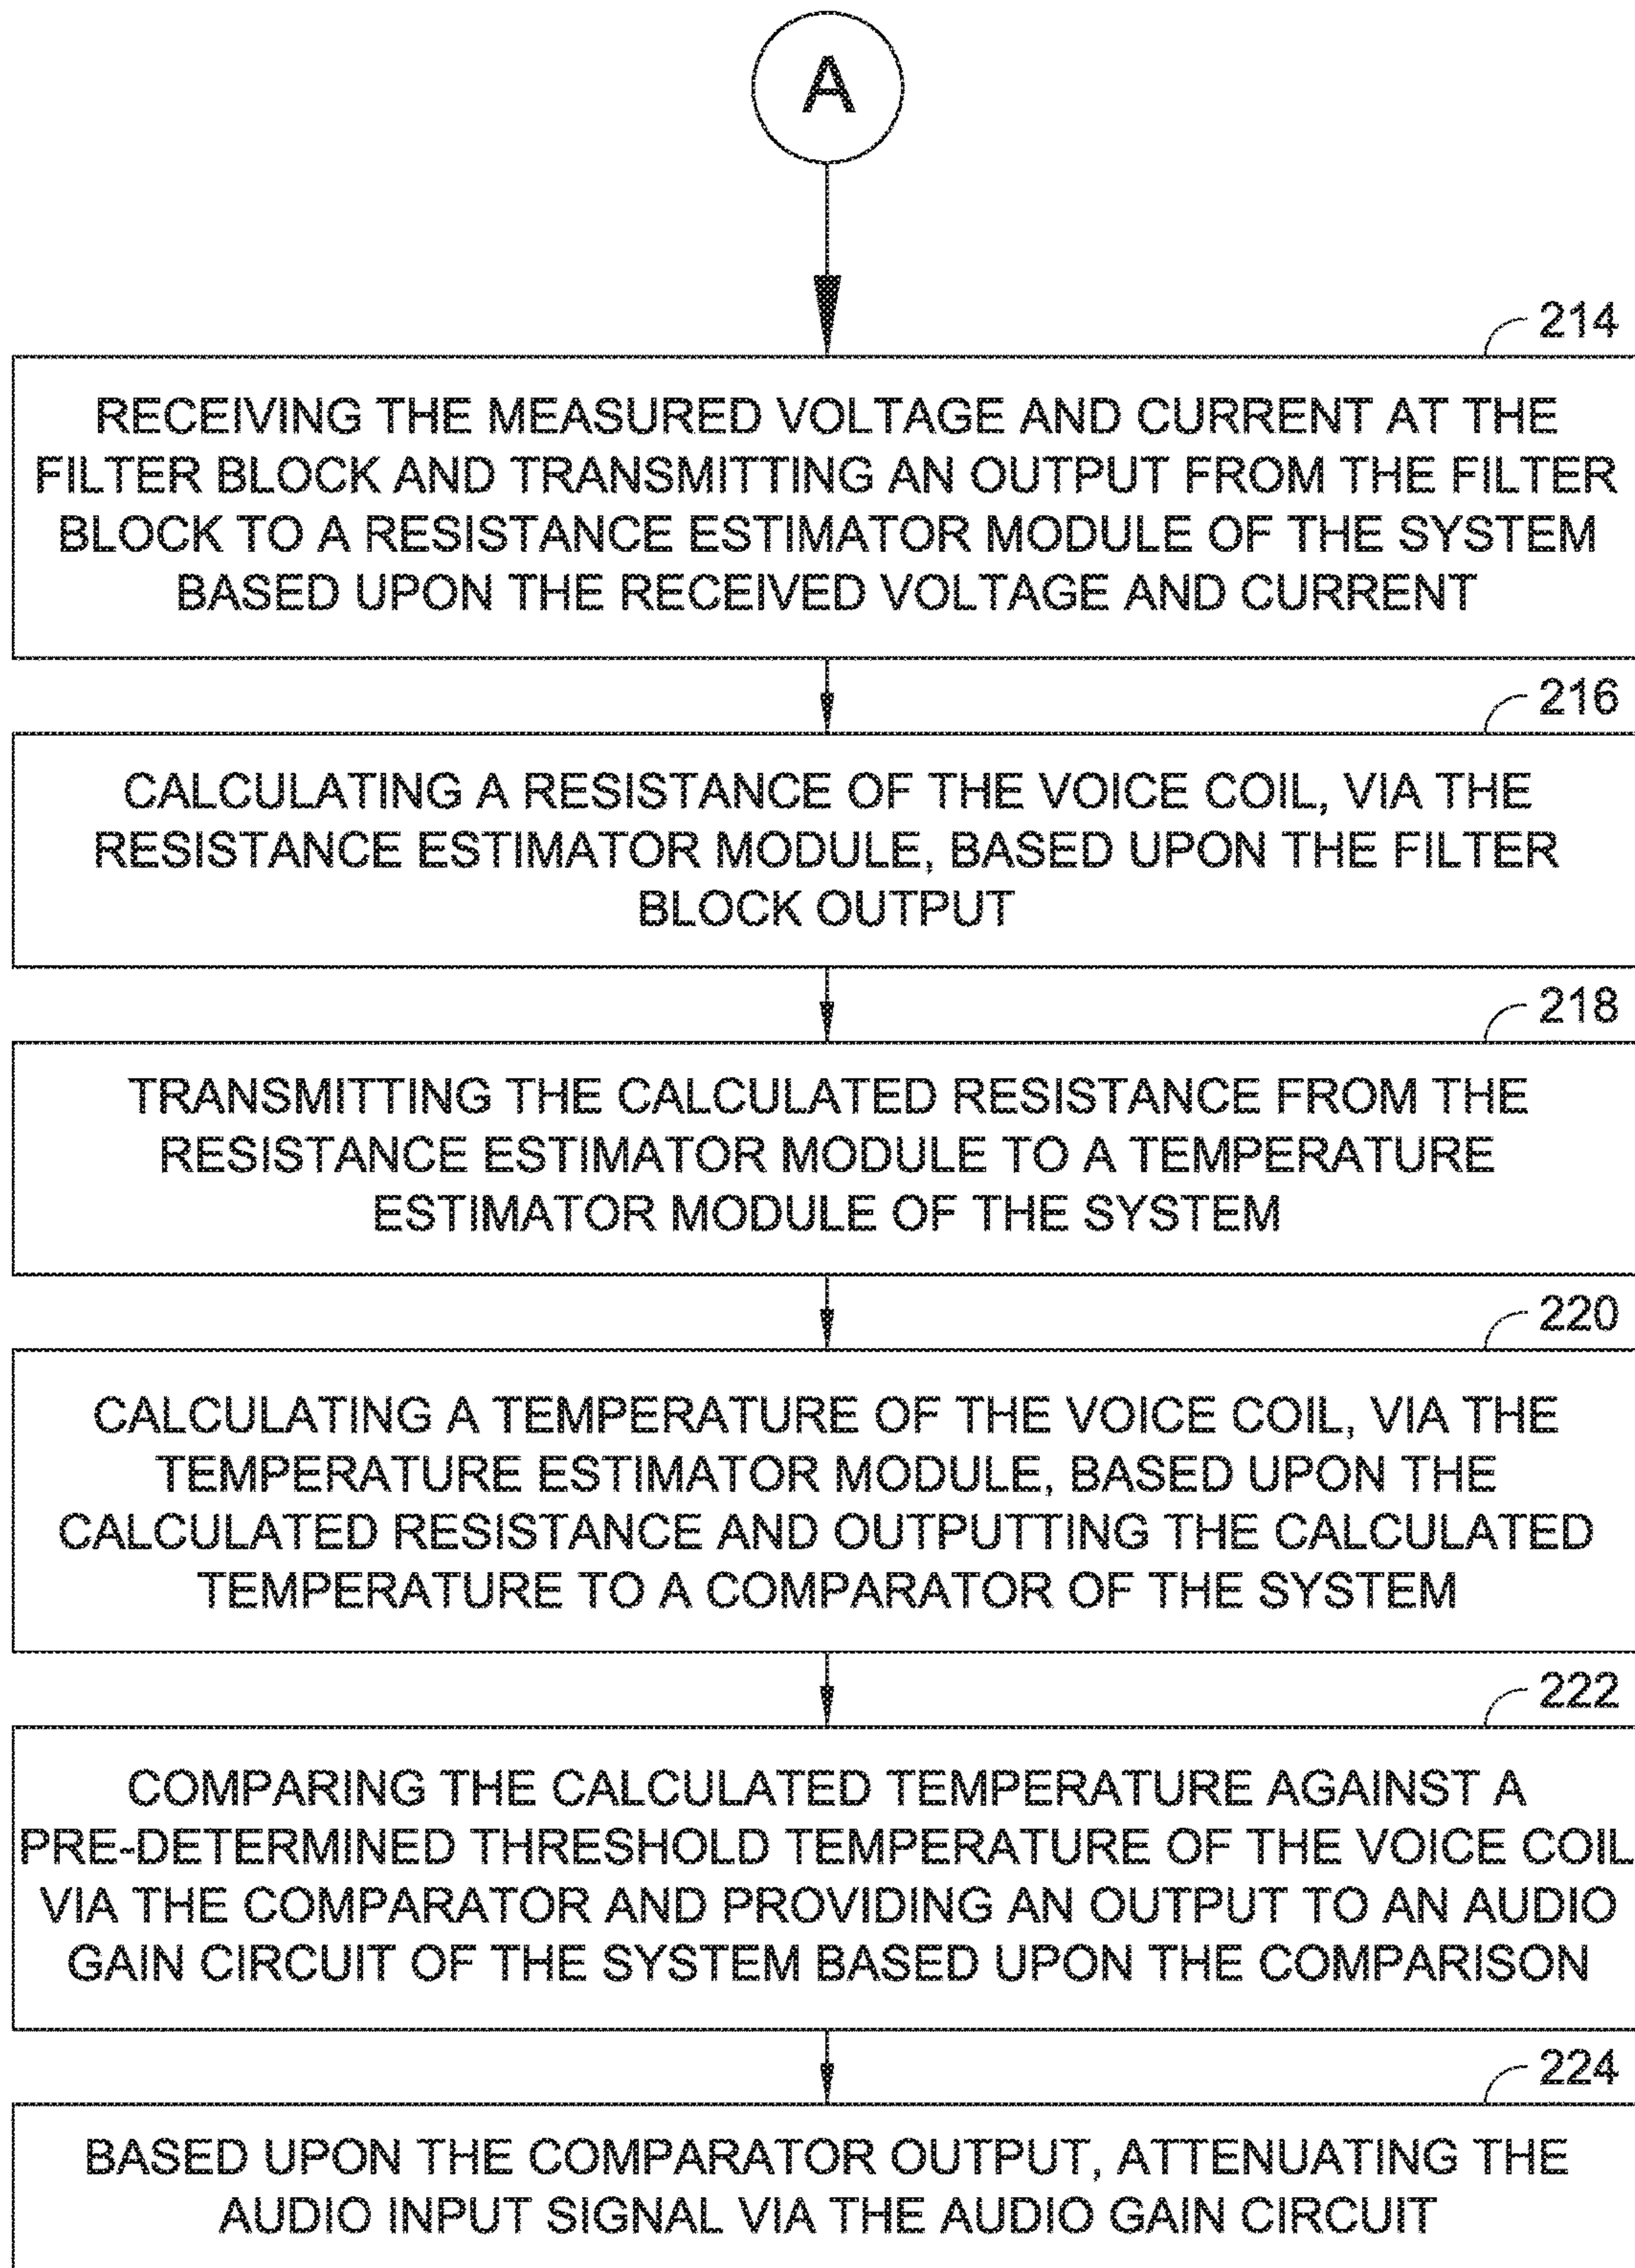 A
214
RECEIVING THE MEASURED VOLTAGE AND CURRENT AT THE
FILTER BLOCK AND TRANSMITTING AN OUTPUT FROM THE FILTER
BLOCK TO A RESISTANCE ESTIMATOR MODULE OF THE SYSTEM
BASED UPON THE RECEIVED VOLTAGE AND CURRENT
216
CALCULATING A RESISTANCE OF THE VOICE COIL, VIA THE
RESISTANCE ESTIMATOR MODULE, BASED UPON THE FILTER
BLOCK OUTPUT
218
TRANSMITTING THE CALCULATED RESISTANCE FROM THE
RESISTANCE ESTIMATOR MODULE TO A TEMPERATURE
ESTIMATOR MODULE OF THE SYSTEM
220
CALCULATING A TEMPERATURE OF THE VOICE COIL, VIA THE
TEMPERATURE ESTIMATOR MODULE, BASED UPON THE
CALCULATED RESISTANCE AND OUTPUTTING THE CALCULATED
TEMPERATURE TO A COMPARATOR OF THE SYSTEM
222
COMPARING THE CALCULATED TEMPERATURE AGAINST A
PRE-DETERMINED THRESHOLD TEMPERATURE OF THE VOICE COIL
VIA THE COMPARATOR AND PROVIDING AN OUTPUT TO AN AUDIO
GAIN CIRCUIT OF THE SYSTEM BASED UPON THE COMPARISON
224
BASED UPON THE COMPARATOR OUTPUT, ATTENUATING THE
AUDIO INPUT SIGNAL VIA THE AUDIO GAIN CIRCUIT